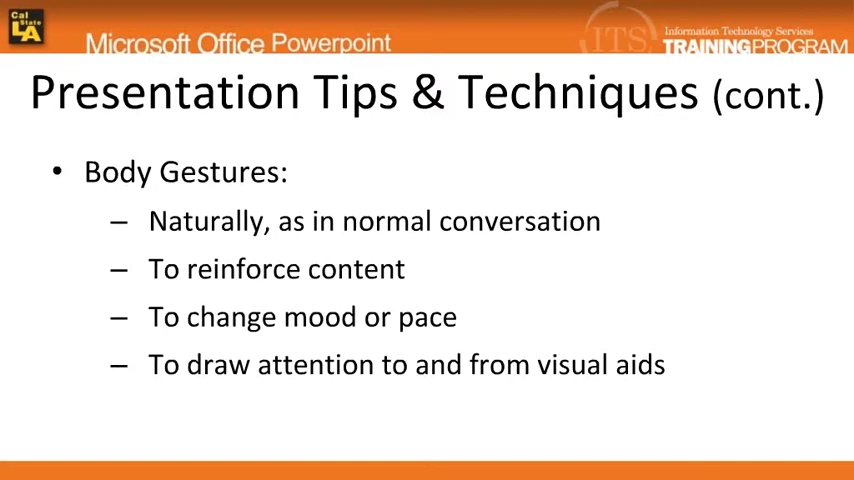 Cal
State
LA
Microsoft Office Powerpoint
ITS
Information Technology Services
TRAINING PROGRAM
Presentation Tips & Techniques (cont.)
• Body Gestures:
– Naturally, as in normal conversation
– To reinforce content
– To change mood or pace
– To draw attention to and from visual aids